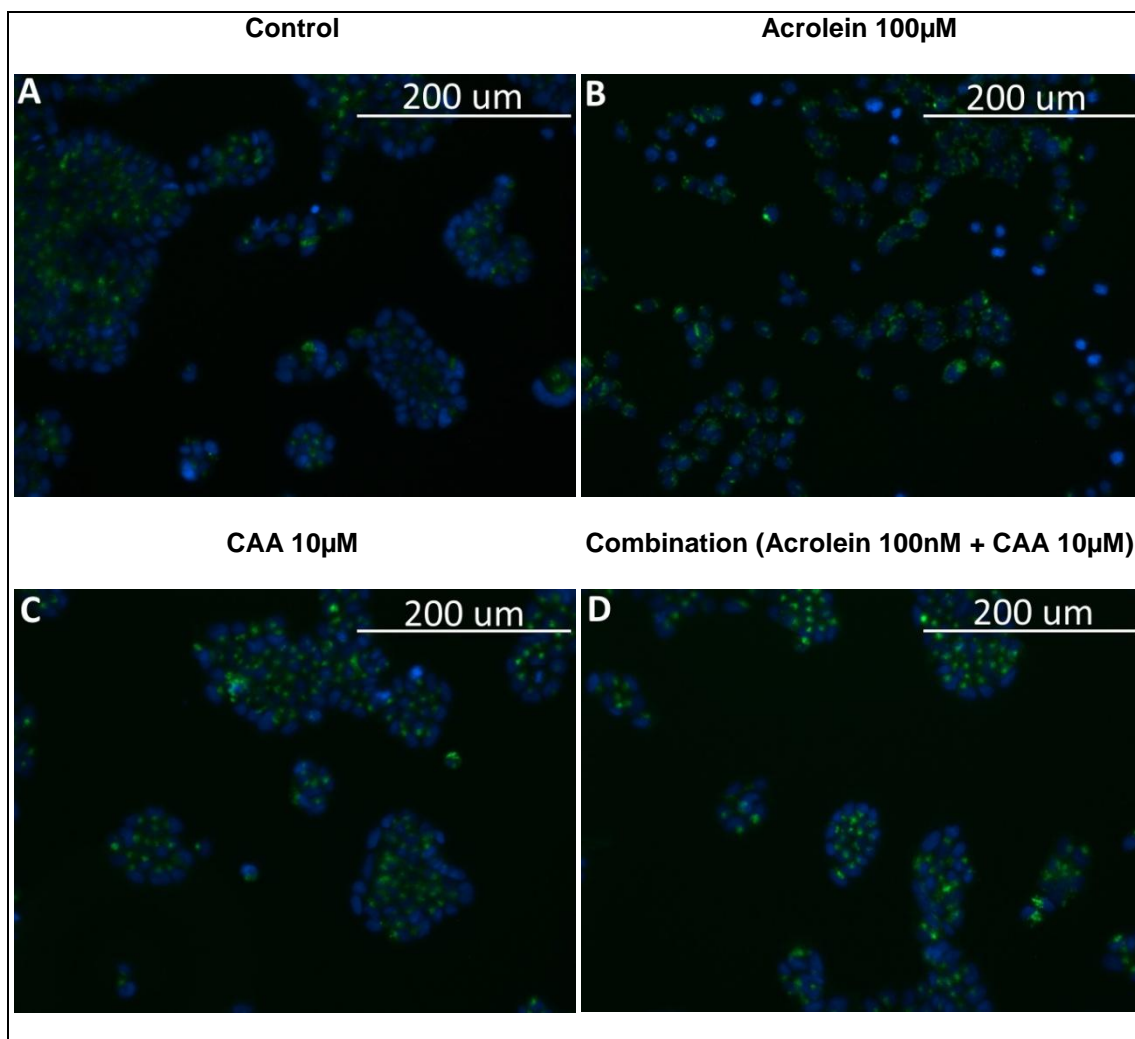 Control
Acrolein 100µM
A
200 um
B
200 um
CAA 10µM
Combination (Acrolein 100nM + CAA 10µM)
C
200 um
D
200 um